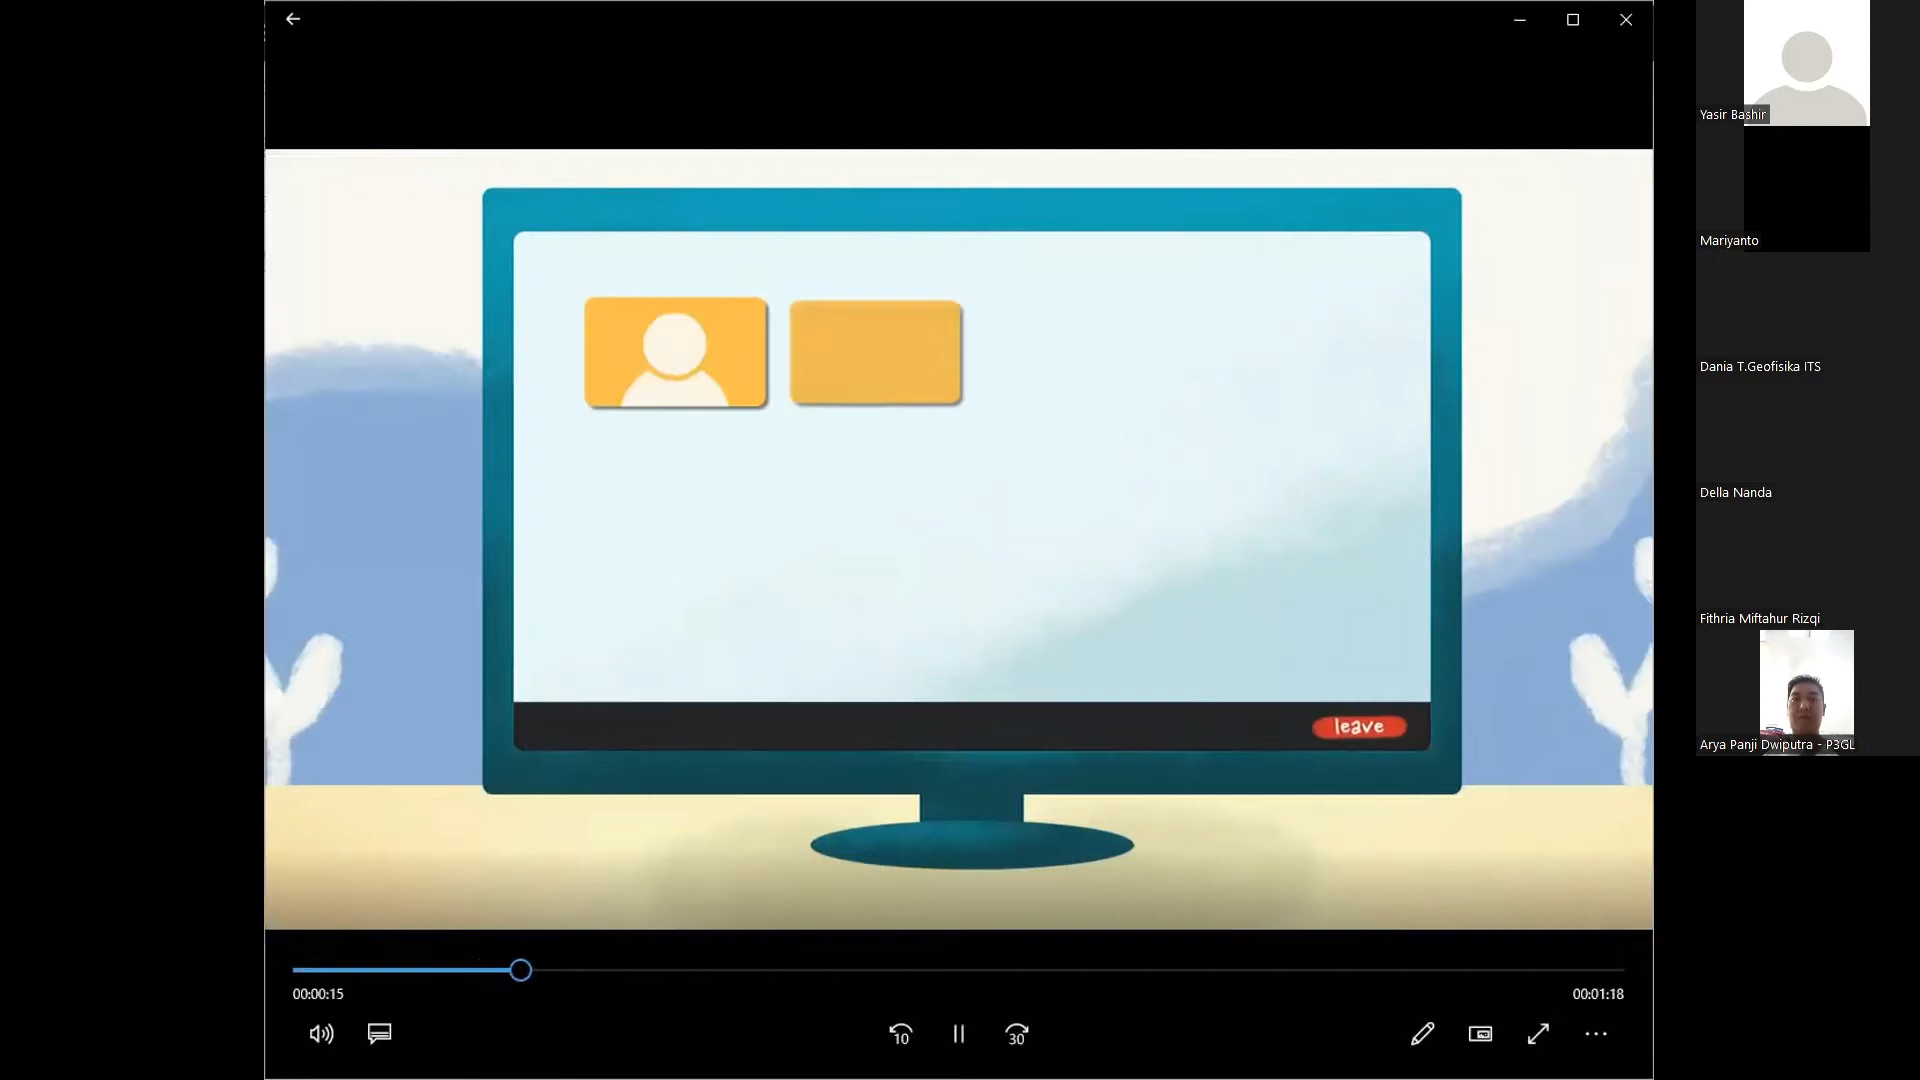 Yasir Bashir
Mariyanto
Dania T.Geofisika ITS
Della Nanda
Fithria Miftahur Rizqi
Arya Panji Dwiputra - P3GL
leave
00:00:15
00:01:18
10
30